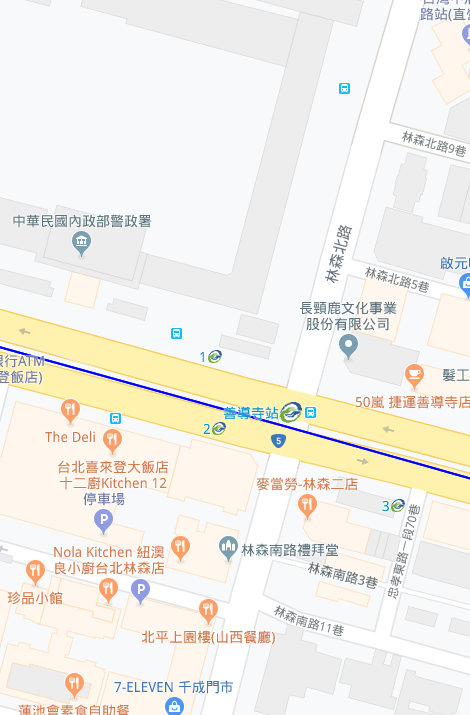 路站(直營
林森北路9巷
中華民國內政部警政署
林森北路
啟元
林森北路5巷
長頸鹿文化事業
股份有限公司
1
銀行ATM
登飯店)
髮工
50嵐 捷運善導寺店
善導寺站
The Deli
2
5
台北喜來登大飯店
十二廚Kitchen 12
停車場
麥當勞-林森二店
3
忠孝東路一段70巷
Nola Kitchen 紐澳
良小廚台北林森店
林森南路禮拜堂
林森南路3巷
珍品小館
林森南路11巷
北平上園樓(山西餐廳)
7-ELEVEN 千成門市
蓮池會素食自助餐